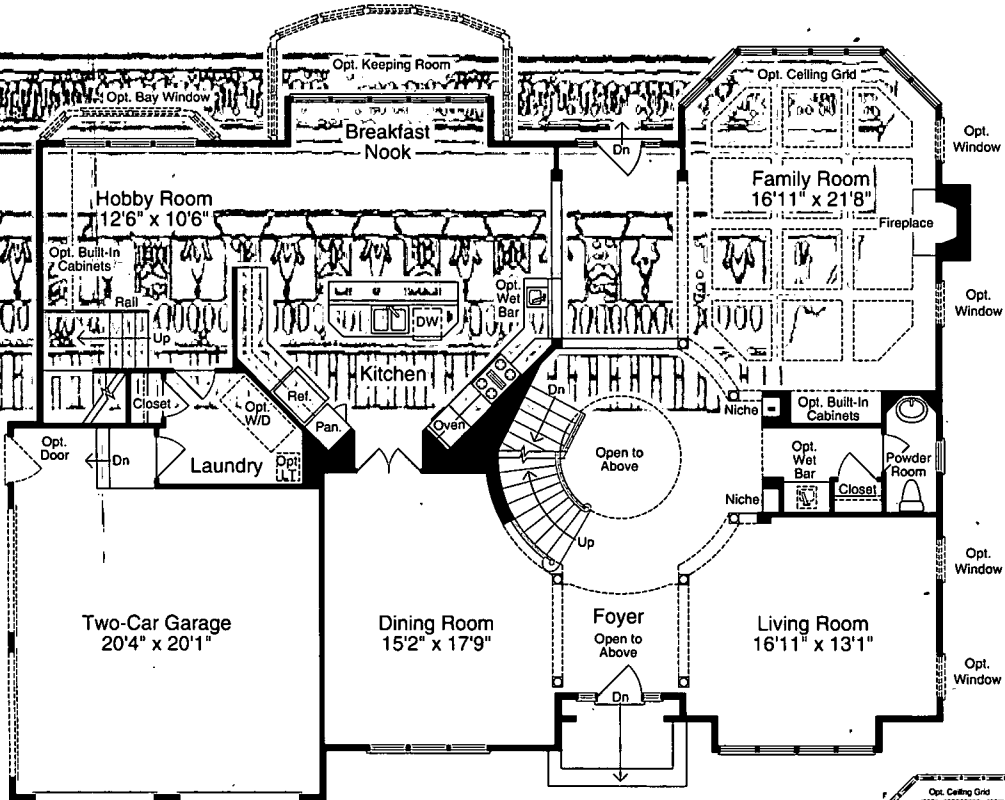 Opt. Keeping Room
Opt. Ceiling Grid
Opt. Bay Window
Breakfast
Nook
Dn
Opt.
Window
Hobby Room
12'6" x 10'6"
Family Room
16'11" x 21'8"
Fireplace
Opt. Built-In
Cabinets
Rail
Up
Opt.
Wet
Bar
DW
Opt.
Window
Kitchen
Closet
Ref.
Pan.
Oven
Opt.
W/D
Dn
Niche
Opt. Built-In
Cabinets
Opt.
Door
Dn
Laundry
Opt
L.T.
Open to
Above
Opt.
Wet
Bar
Closet
Powder
Room
Niche
Up
Opt.
Window
Two-Car Garage
20'4" x 20'1"
Dining Room
15'2" x 17'9"
Foyer
Open to
Above
Living Room
16'11" x 13'1"
Opt.
Window
Dn
Opt. Ceiling Grid